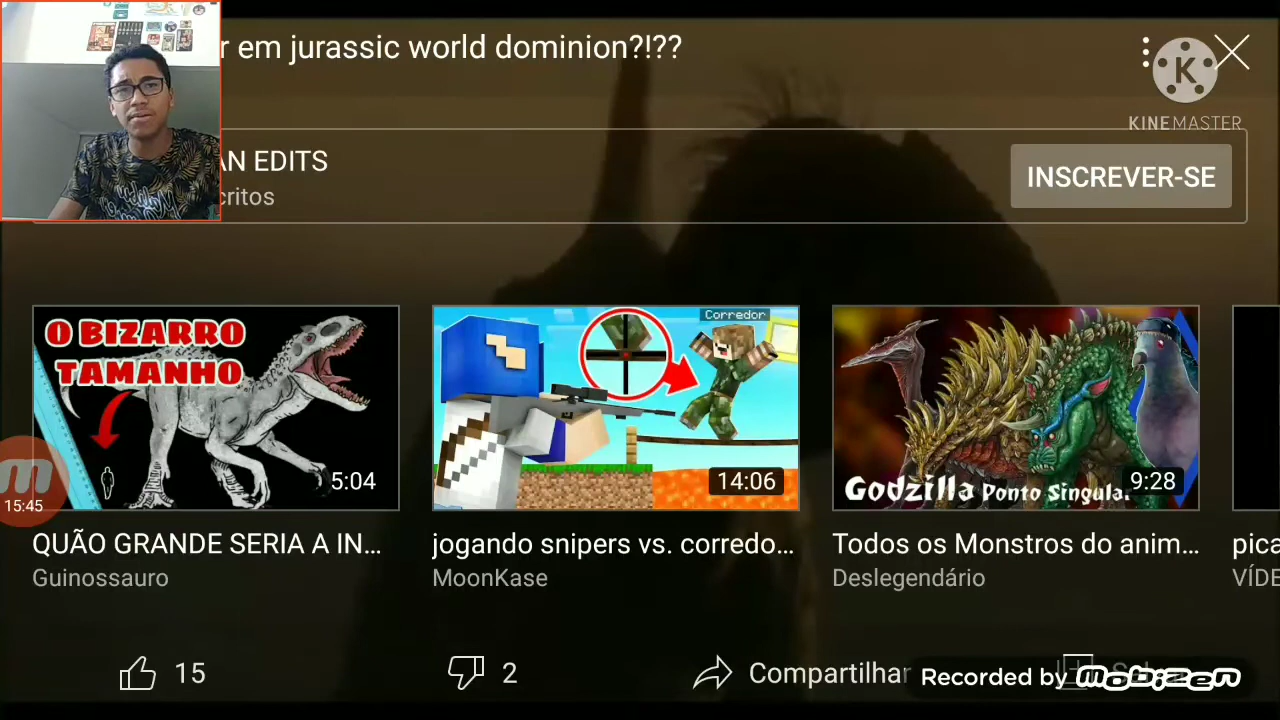 r em jurassic world dominion?!??
K
KINEMASTER
AN EDITS
critos
INSCREVER-SE
O BIZARRO
TAMANHO
5:04
Corredor
14:06
Godzilla Ponto Singular
9:28
15:45
QUÃO GRANDE SERIA A IN...
Guinossauro
jogando snipers vs. corredo...
MoonKase
Todos os Monstros do anim...
Deslegendário
pica
VÍDE
15
2
Compartilhar
Recorded by mobizen